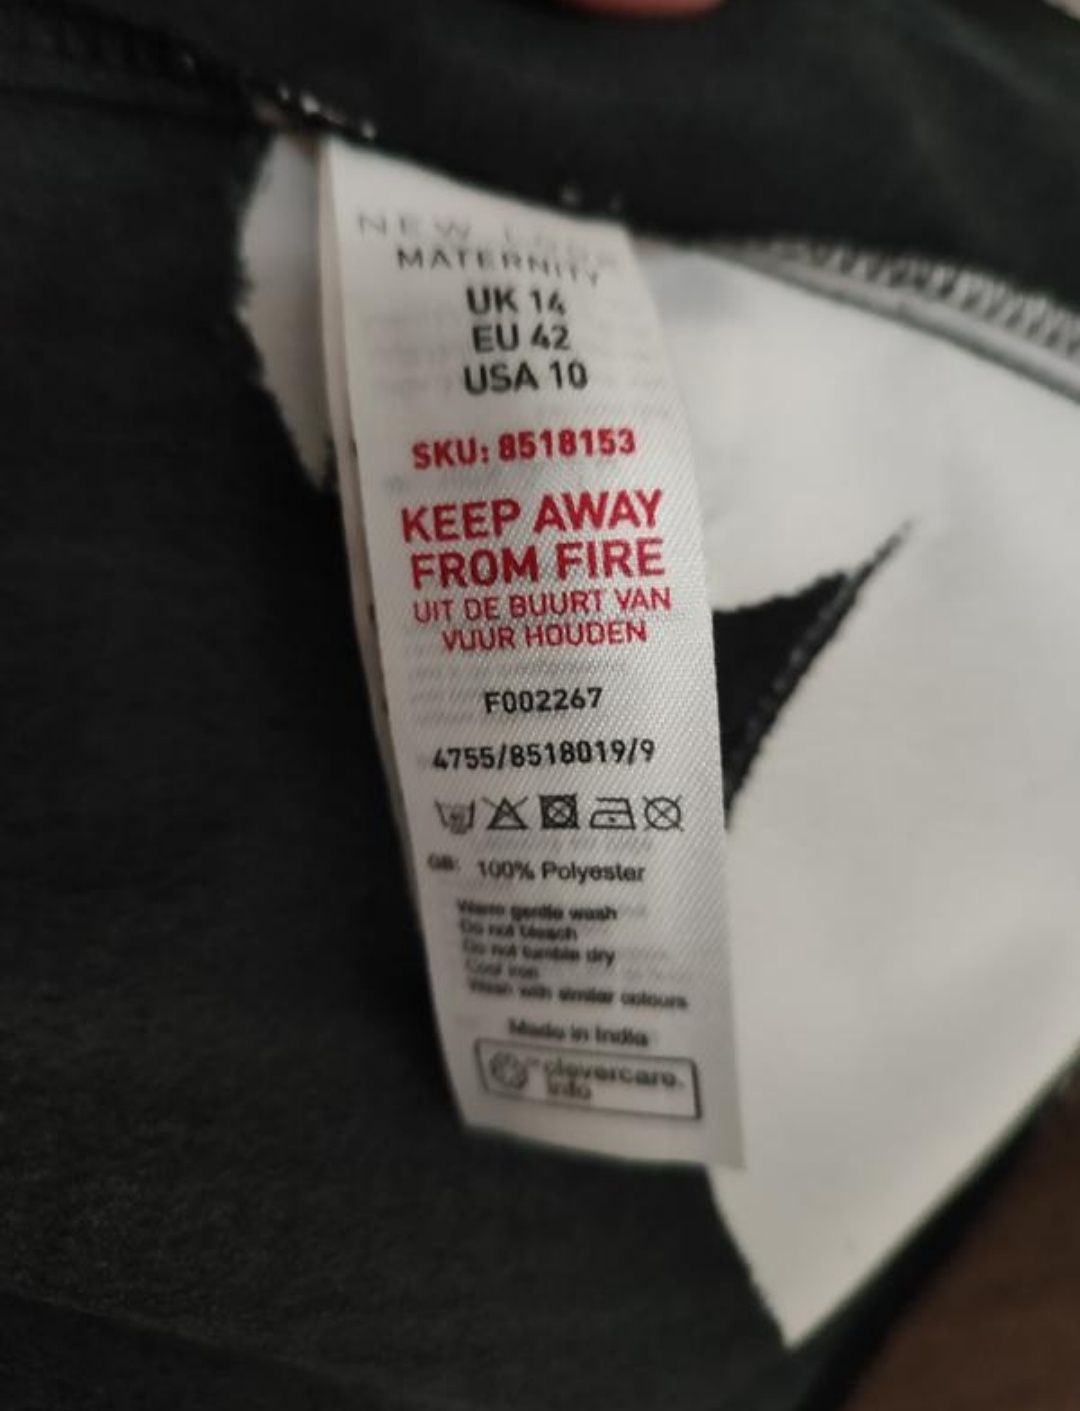 NEW LOOK
MATERNITY
UK 14
EU 42
USA 10
SKU: 8518153
KEEP AWAY
FROM FIRE
UIT DE BUURT VAN
VUUR HOUDEN
F002267
4755/8518019/9
GB: 100% Polyester
Warm gentle wash
Do not bleach
Do not tumble dry
Cool iron
Wash with similar colours
Made in India
clevercare.
info